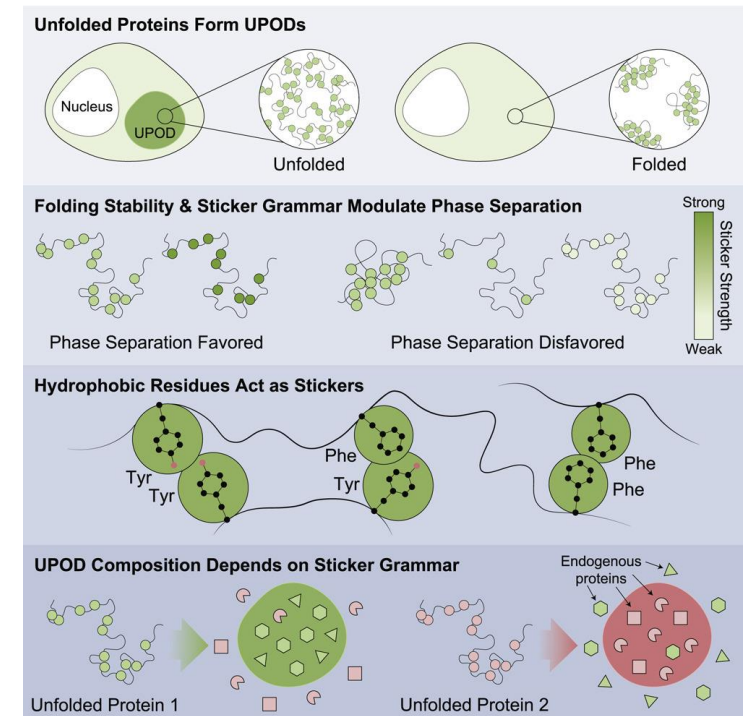 Unfolded Proteins Form UPODs
Nucleus
UPOD
Unfolded
Folded
Folding Stability & Sticker Grammar Modulate Phase Separation
Strong
Sticker Strength
Weak
Phase Separation Favored
Phase Separation Disfavored
Hydrophobic Residues Act as Stickers
Tyr
Tyr
Phe
Tyr
Phe
Phe
UPOD Composition Depends on Sticker Grammar
Endogenous
proteins
Unfolded Protein 1
Unfolded Protein 2